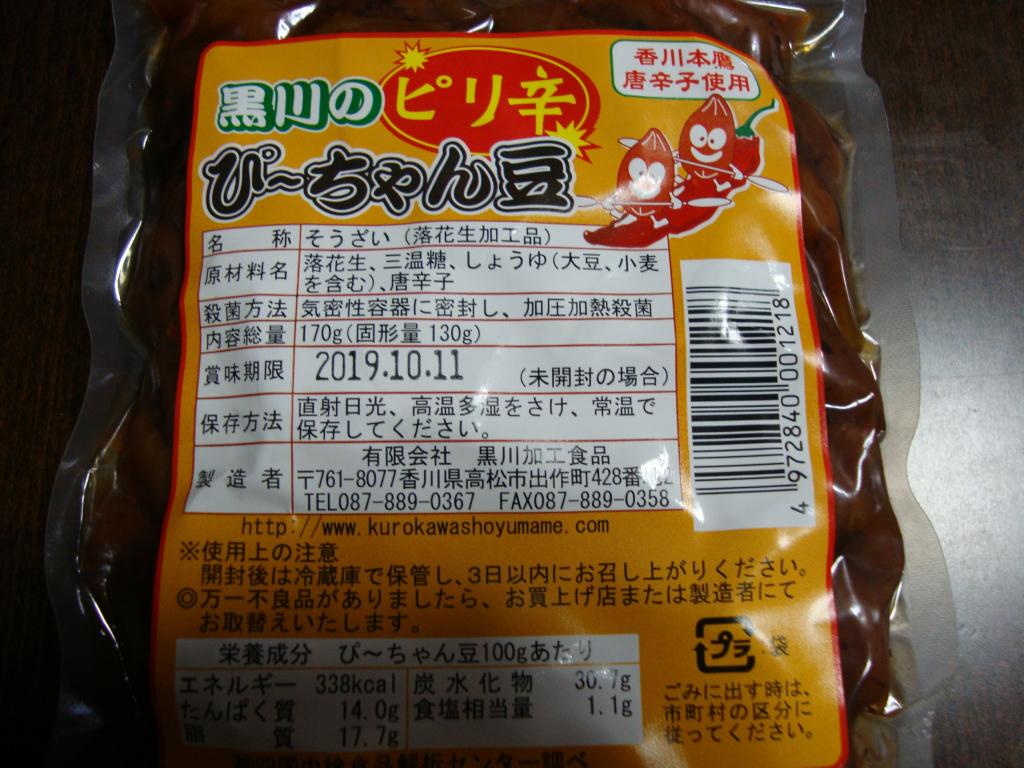 香川本鷹
唐辛子使用
黒川のピリ辛
ぴ〜ちゃん豆
名称 そうざい（落花生加工品）
原材料名 落花生、三温糖、しょうゆ(大豆、小麦
を含む)、唐辛子
殺菌方法 気密性容器に密封し、加圧加熱殺菌
内容総量 170g(固形量 130g)
賞味期限 2019.10.11 （未開封の場合）
保存方法 直射日光、高温多湿をさけ、常温で
保存してください。
製造者 有限会社 黒川加工食品
〒761-8077香川県高松市出作町428番
TEL087-889-0367 FAX087-889-0358
http://www.kurokawashoyumame.com
※使用上の注意
開封後は冷蔵庫で保管し、3日以内にお召し上がりください。
◎万一不良品がありましたら、お買上げ店または製造者にて
お取替えいたします。
栄養成分 ぴ〜ちゃん豆100gあたり
エネルギー 338kcal 炭水化物 30.7g
たんぱく質 14.0g 食塩相当量 1.1g
脂質 17.7g
プラ 袋
ごみに出す時は、
市町村の区分に
従ってください。
4 972840 001218